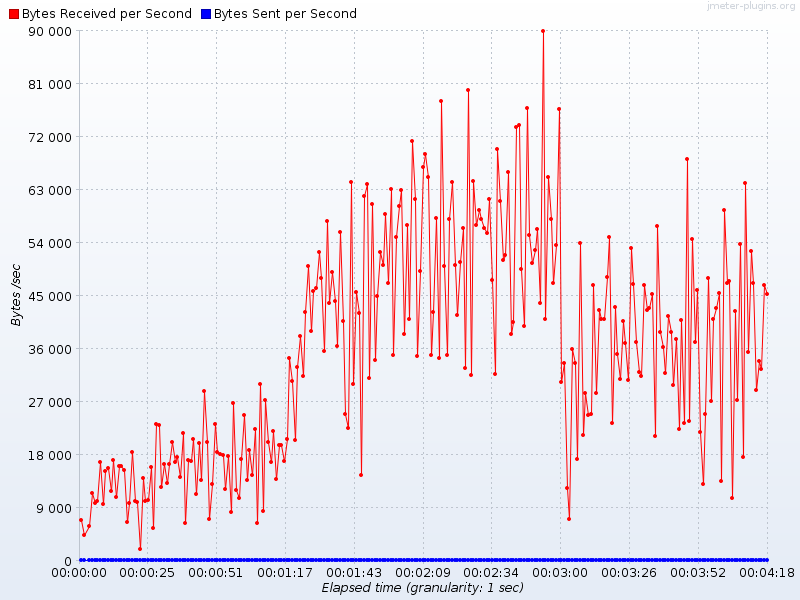 jmeter-plugins.org
Bytes Received per Second Bytes Sent per Second
90 000
81 000
72 000
63 000
54 000
45 000
36 000
27 000
18 000
9 000
0
Bytes /sec
00:00:00 00:00:25 00:00:51 00:01:17 00:01:43 00:02:09 00:02:34 00:03:00 00:03:26 00:03:52 00:04:18
Elapsed time (granularity: 1 sec)